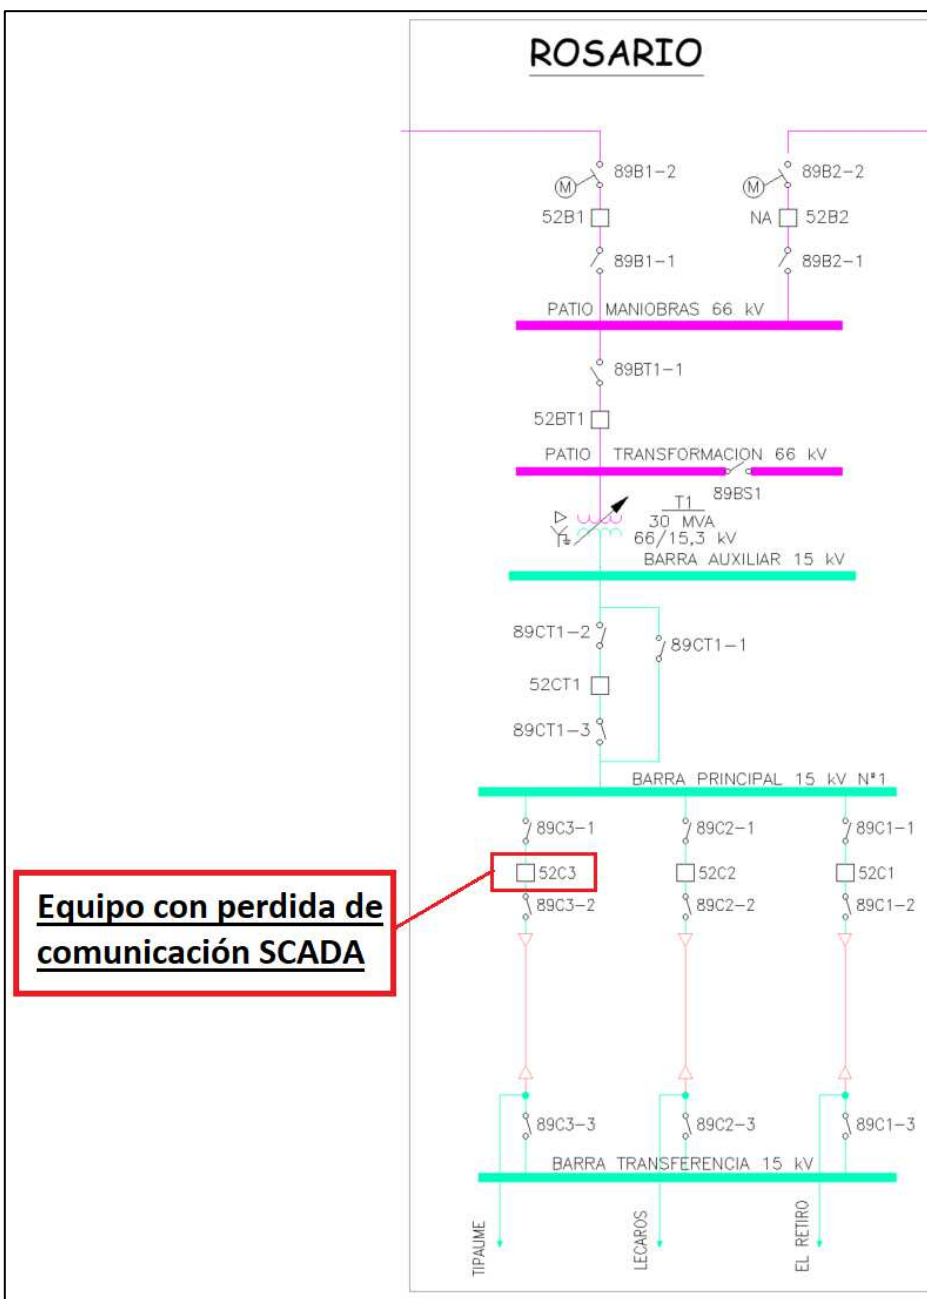 ROSARIO
89B1-2
89B2-2
M
M
52B1
NA
52B2
89B1-1
89B2-1
PATIO MANIOBRAS 66 kV
89BT1-1
52BT1
PATIO TRANSFORMACION 66 kV
89BS1
T1
30 MVA
66/15,3 kV
BARRA AUXILIAR 15 kV
89CT1-2
89CT1-1
52CT1
89CT1-3
BARRA PRINCIPAL 15 kV N°1
89C3-1
89C2-1
89C1-1
52C3
52C2
52C1
89C3-2
89C2-2
89C1-2
Equipo con perdida de
comunicación SCADA
89C3-3
89C2-3
89C1-3
BARRA TRANSFERENCIA 15 kV
TIPAUME
LECAROS
EL RETIRO